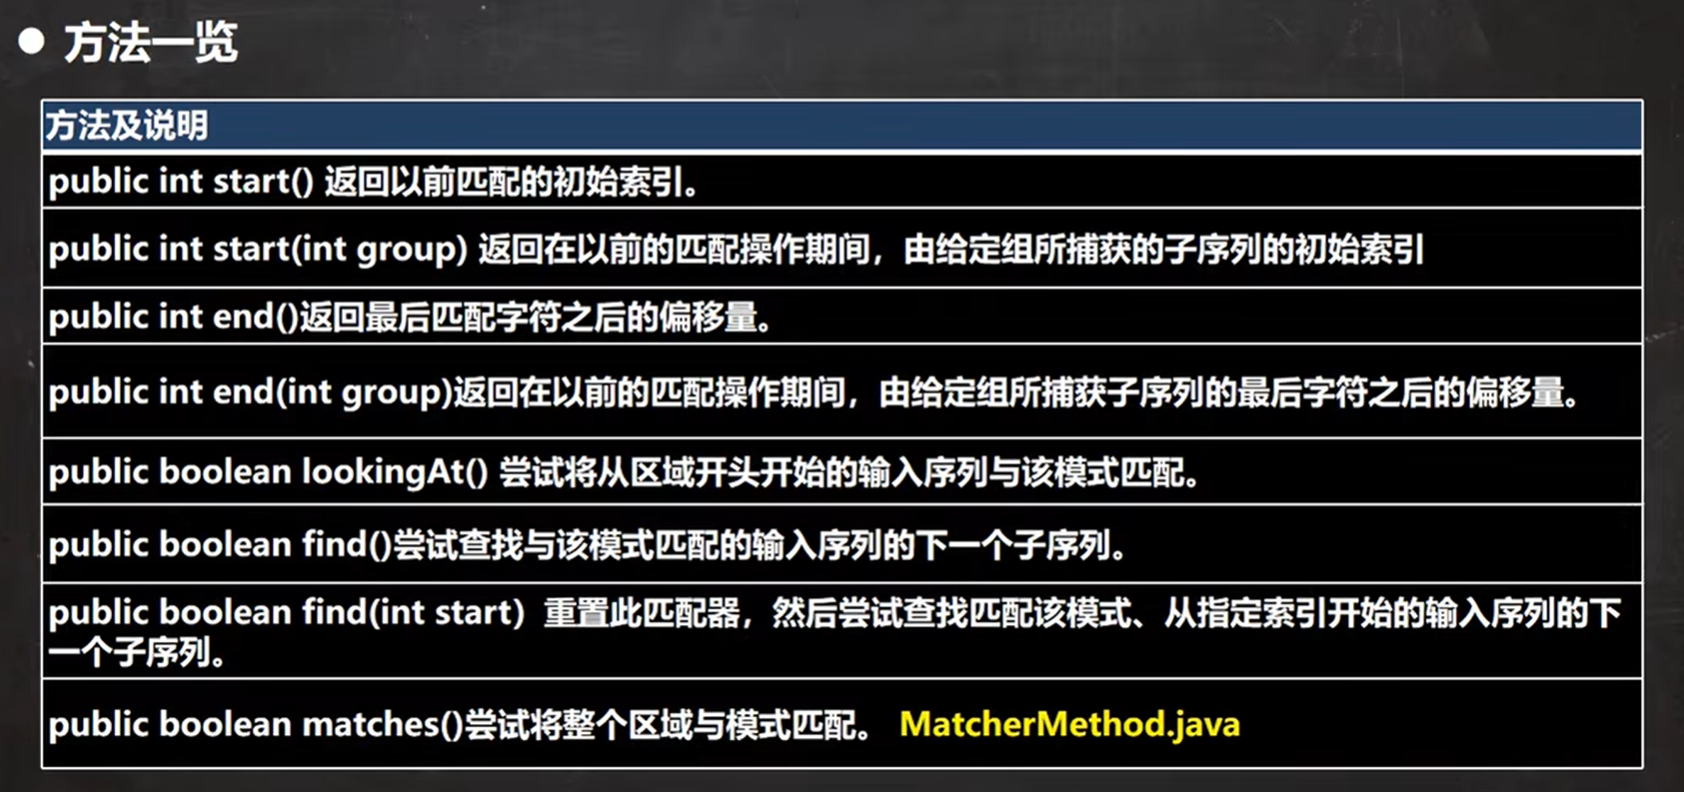 ● 方法一览
方法及说明
public int start() 返回以前匹配的初始索引。
public int start(int group) 返回在以前的匹配操作期间，由给定组所捕获的子序列的初始索引
public int end()返回最后匹配字符之后的偏移量。
public int end(int group)返回在以前的匹配操作期间，由给定组所捕获子序列的最后字符之后的偏移量。
public boolean lookingAt() 尝试将从区域开头开始的输入序列与该模式匹配。
public boolean find()尝试查找与该模式匹配的输入序列的下一个子序列。
public boolean find(int start) 重置此匹配器，然后尝试查找匹配该模式、从指定索引开始的输入序列的下
一个子序列。
public boolean matches()尝试将整个区域与模式匹配。 MatcherMethod.java